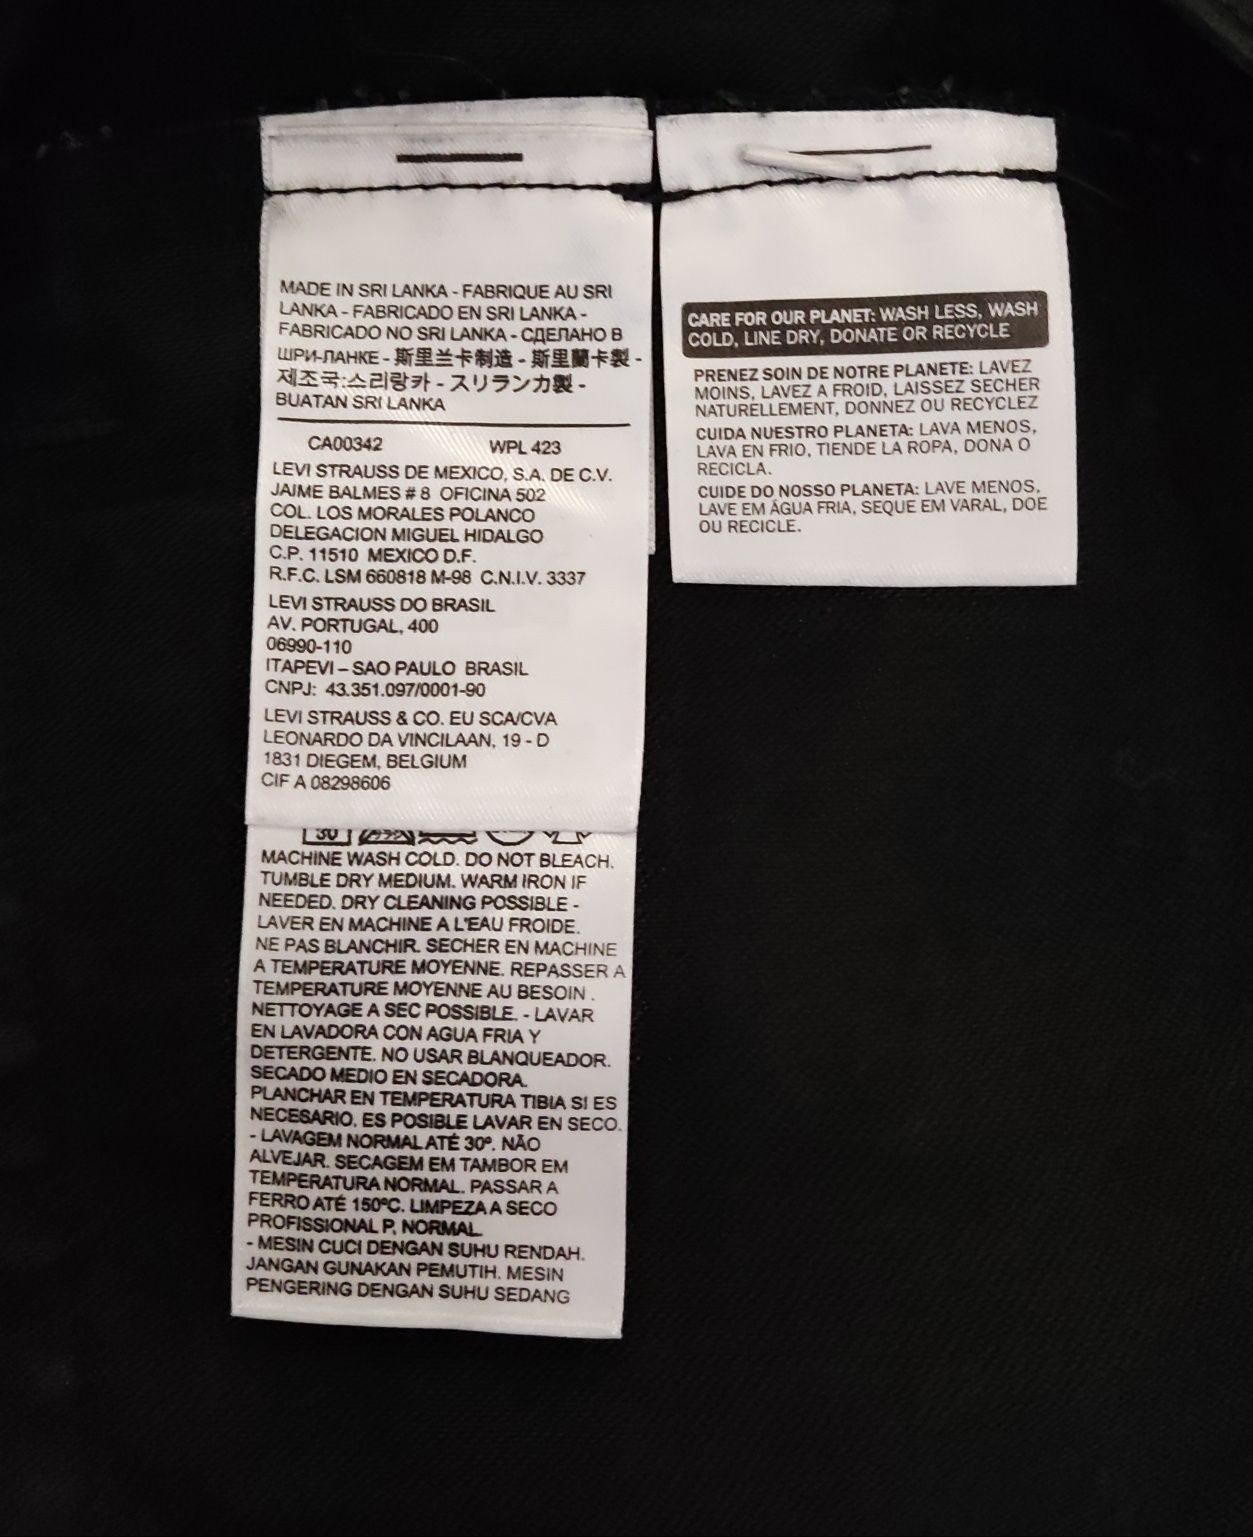 MADE IN SRI LANKA - FABRIQUE AU SRI
LANKA - FABRICADO EN SRI LANKA -
FABRICADO NO SRI LANKA - СДЕЛАНО В
ШРИ-ЛАНКЕ - 斯里兰卡制造 - 斯里蘭卡製 -
제조국:스리랑카 - スリランカ製 -
BUATAN SRI LANKA
CA00342 WPL 423
LEVI STRAUSS DE MEXICO, S.A. DE C.V.
JAIME BALMES # 8 OFICINA 502
COL. LOS MORALES POLANCO
DELEGACION MIGUEL HIDALGO
C.P. 11510 MEXICO D.F.
R.F.C. LSM 660818 M-98 C.N.I.V. 3337
LEVI STRAUSS DO BRASIL
AV. PORTUGAL, 400
06990-110
ITAPEVI – SAO PAULO BRASIL
CNPJ: 43.351.097/0001-90
LEVI STRAUSS & CO. EU SCA/CVA
LEONARDO DA VINCILAAN, 19 - D
1831 DIEGEM, BELGIUM
CIF A 08298606
30
MACHINE WASH COLD. DO NOT BLEACH.
TUMBLE DRY MEDIUM. WARM IRON IF
NEEDED. DRY CLEANING POSSIBLE -
LAVER EN MACHINE A L'EAU FROIDE.
NE PAS BLANCHIR. SECHER EN MACHINE
A TEMPERATURE MOYENNE. REPASSER A
TEMPERATURE MOYENNE AU BESOIN .
NETTOYAGE A SEC POSSIBLE. - LAVAR
EN LAVADORA CON AGUA FRIA Y
DETERGENTE. NO USAR BLANQUEADOR.
SECADO MEDIO EN SECADORA.
PLANCHAR EN TEMPERATURA TIBIA SI ES
NECESARIO. ES POSIBLE LAVAR EN SECO.
- LAVAGEM NORMAL ATÉ 30º. NÃO
ALVEJAR. SECAGEM EM TAMBOR EM
TEMPERATURA NORMAL. PASSAR A
FERRO ATÉ 150ºC. LIMPEZA A SECO
PROFISSIONAL P, NORMAL.
- MESIN CUCI DENGAN SUHU RENDAH.
JANGAN GUNAKAN PEMUTIH. MESIN
PENGERING DENGAN SUHU SEDANG
CARE FOR OUR PLANET: WASH LESS, WASH
COLD, LINE DRY, DONATE OR RECYCLE
PRENEZ SOIN DE NOTRE PLANETE: LAVEZ
MOINS, LAVEZ A FROID, LAISSEZ SECHER
NATURELLEMENT, DONNEZ OU RECYCLEZ
CUIDA NUESTRO PLANETA: LAVA MENOS,
LAVA EN FRIO, TIENDE LA ROPA, DONA O
RECICLA.
CUIDE DO NOSSO PLANETA: LAVE MENOS,
LAVE EM ÁGUA FRIA, SEQUE EM VARAL, DOE
OU RECICLE.